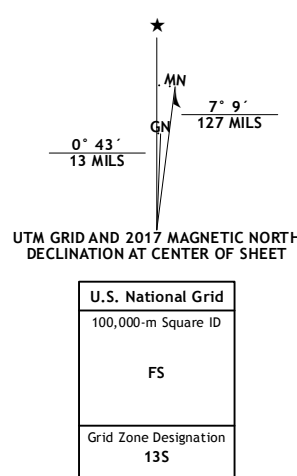 ★
MN
GN
7° 9´
127 MILS
0° 43´
13 MILS
UTM GRID AND 2017 MAGNETIC NORTH
DECLINATION AT CENTER OF SHEET
U.S. National Grid
100,000-m Square ID
FS
Grid Zone Designation
13S